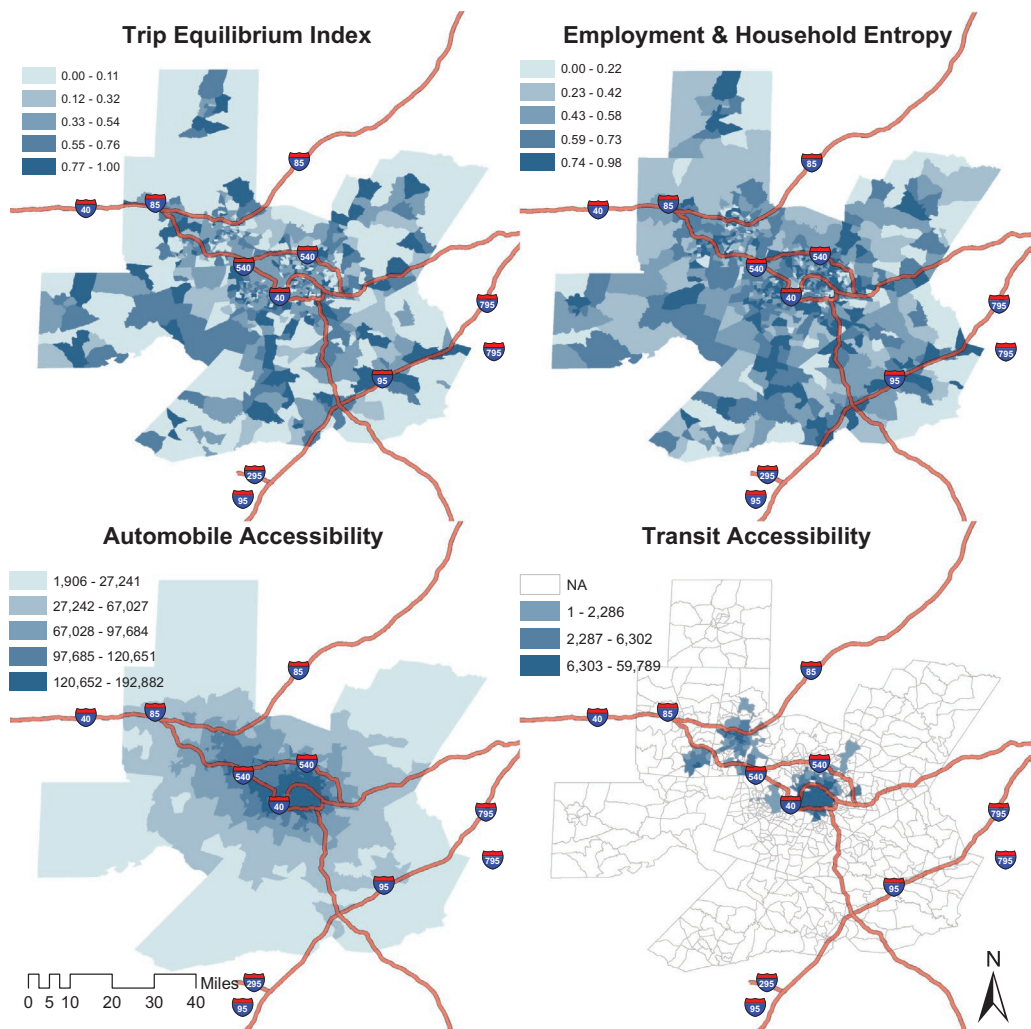 Trip Equilibrium Index
0.00 - 0.11
0.12 - 0.32
0.33 - 0.54
0.55 - 0.76
0.77 - 1.00
85
40
85
540
540
40
795
795
95
295
95
Employment & Household Entropy
0.00 - 0.22
0.23 - 0.42
0.43 - 0.58
0.59 - 0.73
0.74 - 0.98
85
40
85
540
540
40
795
795
95
295
95
Automobile Accessibility
1,906 - 27,241
27,242 - 67,027
67,028 - 97,684
97,685 - 120,651
120,652 - 192,882
85
40
85
540
540
40
795
795
95
295
95
Miles
0 5 10 20 30 40
Transit Accessibility
NA
1 - 2,286
2,287 - 6,302
6,303 - 59,789
85
40
85
540
540
40
795
795
95
295
95
N